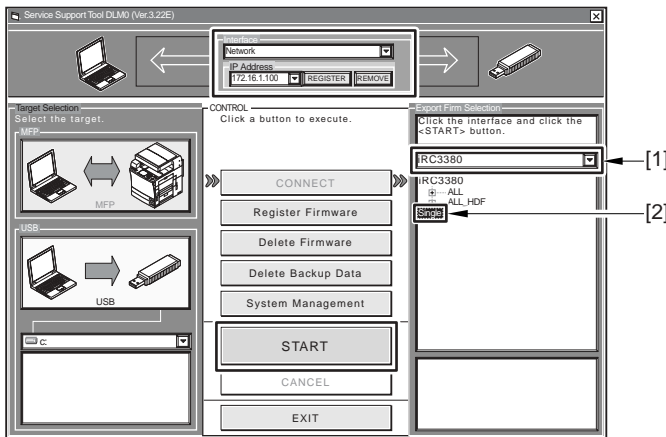 Service Support Tool DLM0 (Ver.3.22E)
Interface
Network
IP Address
172.16.1.100
REGISTER
REMOVE
Target Selection
Select the target.
MFP
MFP
USB
USB
C:
CONTROL
Click a button to execute.
CONNECT
Register Firmware
Delete Firmware
Delete Backup Data
System Management
START
CANCEL
EXIT
Export Firm Selection
Click the interface and click the
<START> button.
iRC3380
[1]
iRC3380
ALL
ALL_HDF
Single
[2]